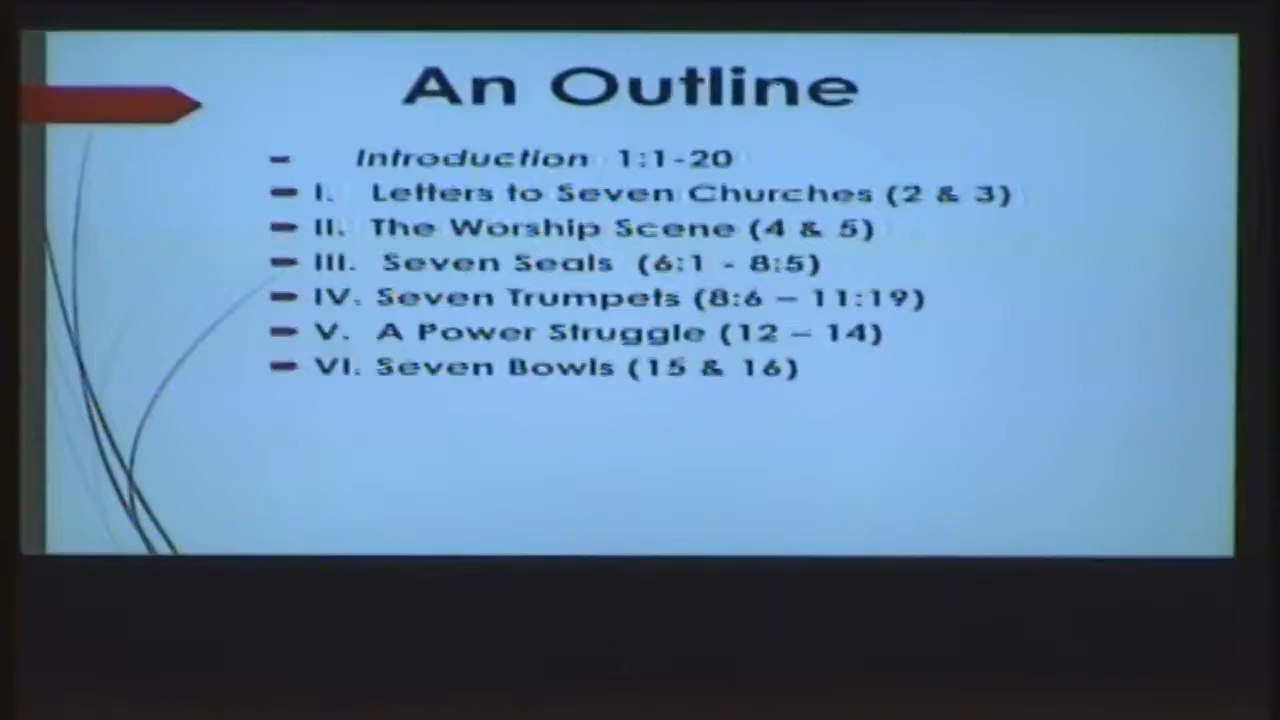 An Outline
Introduction 1:1-20
I. Letters to Seven Churches (2 & 3)
II. The Worship Scene (4 & 5)
III. Seven Seals (6:1 - 8:5)
IV. Seven Trumpets (8:6 – 11:19)
V. A Power Struggle (12 – 14)
VI. Seven Bowls (15 & 16)